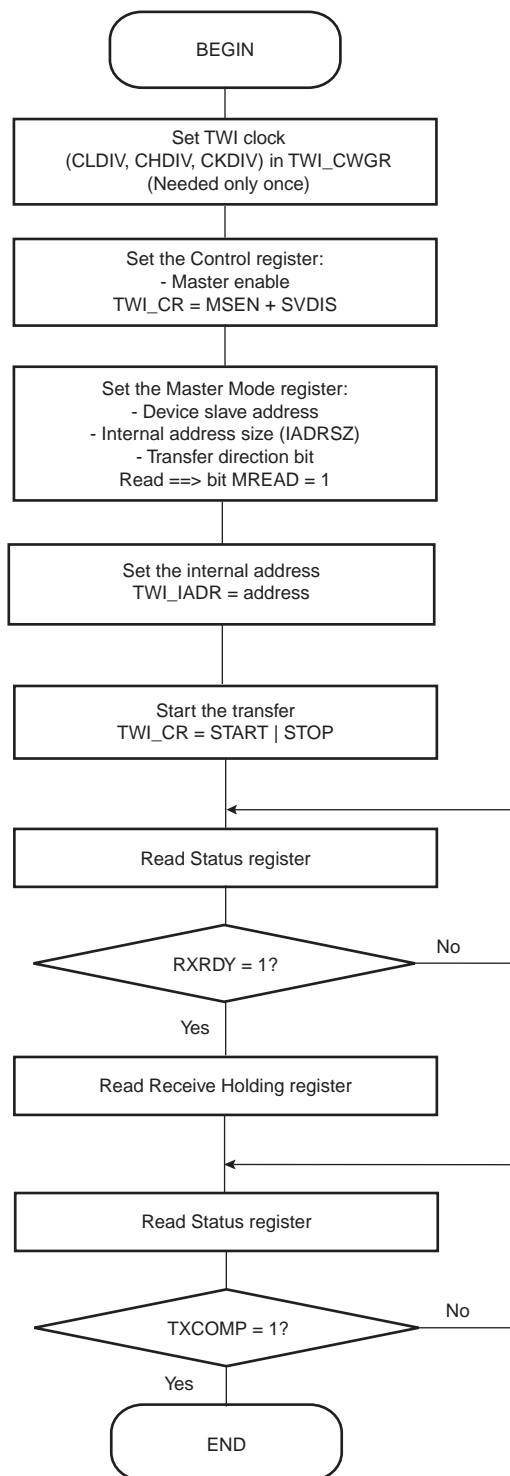 BEGIN
Set TWI clock
(CLDIV, CHDIV, CKDIV) in TWI_CWGR
(Needed only once)
Set the Control register:
- Master enable
TWI_CR = MSEN + SVDIS
Set the Master Mode register:
- Device slave address
- Internal address size (IADRSZ)
- Transfer direction bit
Read ==> bit MREAD = 1
Set the internal address
TWI_IADR = address
Start the transfer
TWI_CR = START | STOP
Read Status register
RXRDY = 1?
No
Yes
Read Receive Holding register
Read Status register
TXCOMP = 1?
No
Yes
END